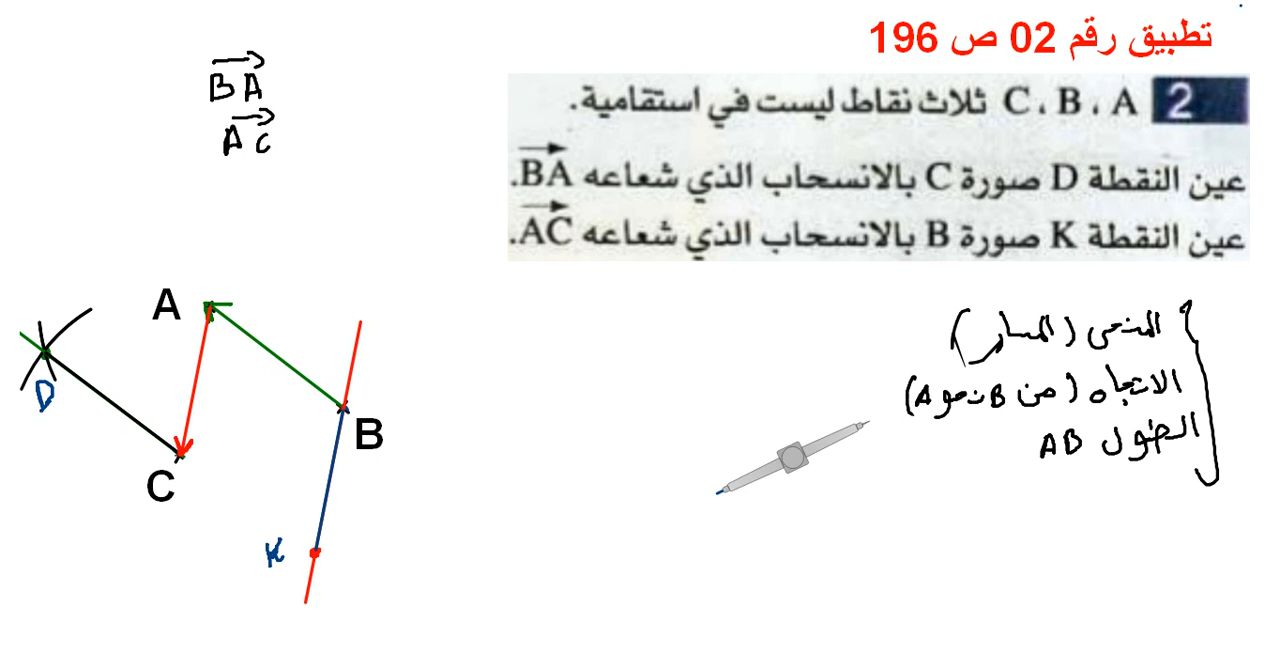 تطبيق رقم 02 ص 196
2 C ، B ، A ثلاث نقاط ليست في استقامية.
عين النقطة D صورة C بالانسحاب الذي شعاعه BA.
عين النقطة K صورة B بالانسحاب الذي شعاعه AC.
BA
AC
المنحى (المسار)
الاتجاه (من B نحو A)
الطول AB
A
B
C
D
K